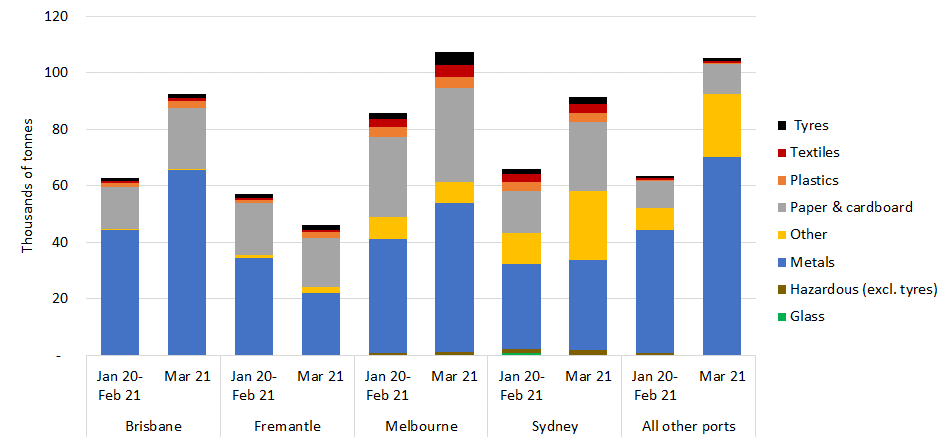 120
100
80
60
40
20
-
Thousands of tonnes
Jan 20-
Feb 21
Mar 21
Jan 20-
Feb 21
Mar 21
Jan 20-
Feb 21
Mar 21
Jan 20-
Feb 21
Mar 21
Jan 20-
Feb 21
Mar 21
Brisbane
Fremantle
Melbourne
Sydney
All other ports
Tyres
Textiles
Plastics
Paper & cardboard
Other
Metals
Hazardous (excl. tyres)
Glass